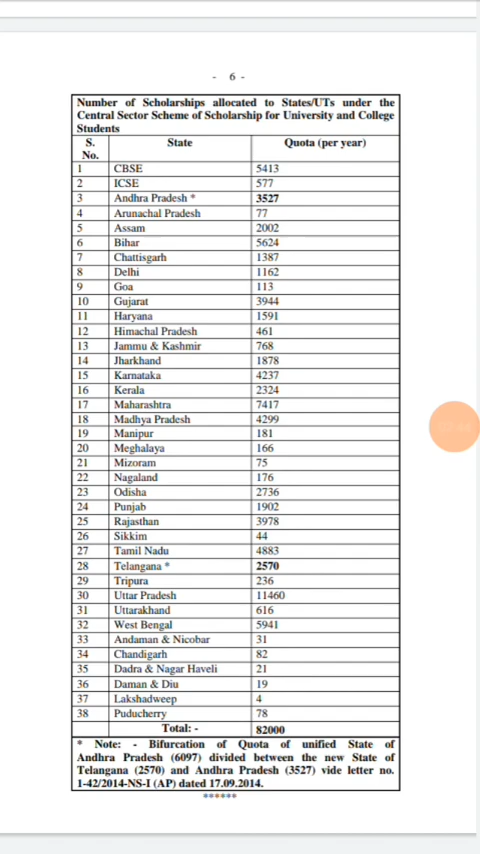 - 6 -
Number of Scholarships allocated to States/UTs under the
Central Sector Scheme of Scholarship for University and College
Students
S. No. State Quota (per year)
1 CBSE 5413
2 ICSE 577
3 Andhra Pradesh * 3527
4 Arunachal Pradesh 77
5 Assam 2002
6 Bihar 5624
7 Chattisgarh 1387
8 Delhi 1162
9 Goa 113
10 Gujarat 3944
11 Haryana 1591
12 Himachal Pradesh 461
13 Jammu & Kashmir 768
14 Jharkhand 1878
15 Karnataka 4237
16 Kerala 2324
17 Maharashtra 7417
18 Madhya Pradesh 4299
19 Manipur 181
20 Meghalaya 166
21 Mizoram 75
22 Nagaland 176
23 Odisha 2736
24 Punjab 1902
25 Rajasthan 3978
26 Sikkim 44
27 Tamil Nadu 4883
28 Telangana * 2570
29 Tripura 236
30 Uttar Pradesh 11460
31 Uttarakhand 616
32 West Bengal 5941
33 Andaman & Nicobar 31
34 Chandigarh 82
35 Dadra & Nagar Haveli 21
36 Daman & Diu 19
37 Lakshadweep 4
38 Puducherry 78
Total: - 82000
* Note: - Bifurcation of Quota of unified State of
Andhra Pradesh (6097) divided between the new State of
Telangana (2570) and Andhra Pradesh (3527) vide letter no.
1-42/2014-NS-I (AP) dated 17.09.2014.
******